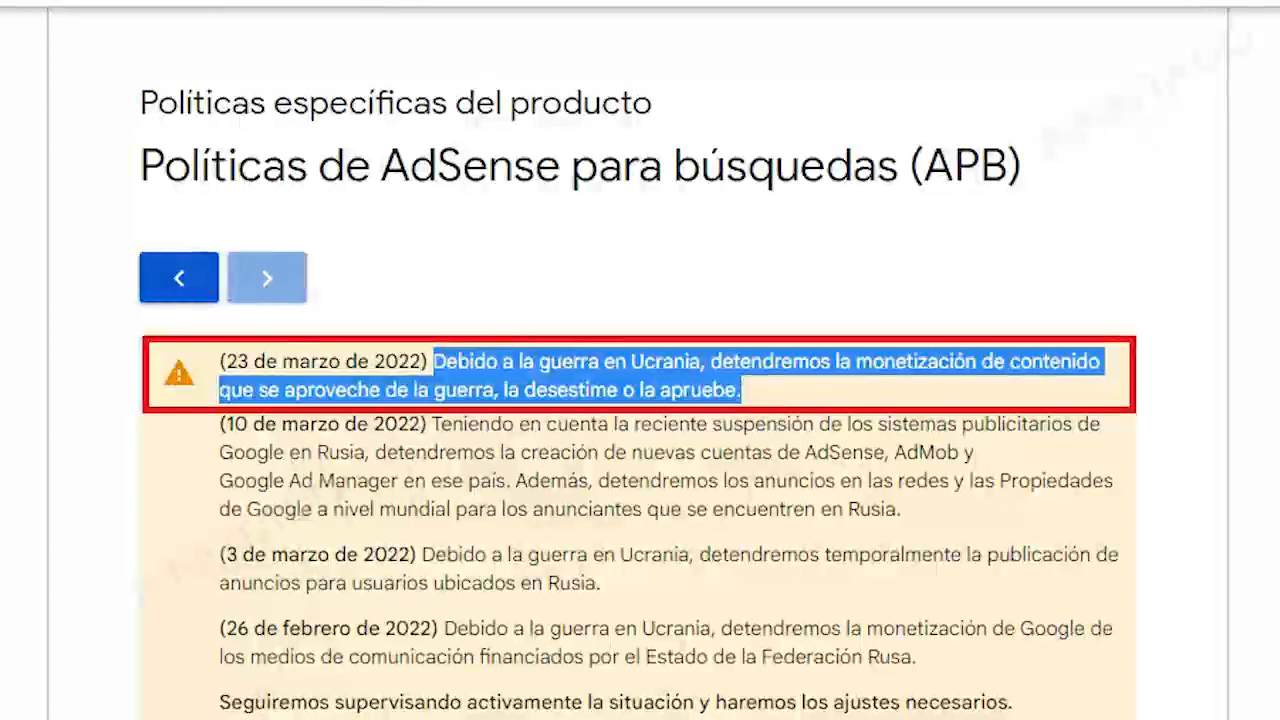 Políticas específicas del producto
Políticas de AdSense para búsquedas (APB)
(23 de marzo de 2022) Debido a la guerra en Ucrania, detendremos la monetización de contenido
que se aproveche de la guerra, la desestime o la apruebe.
(10 de marzo de 2022) Teniendo en cuenta la reciente suspensión de los sistemas publicitarios de
Google en Rusia, detendremos la creación de nuevas cuentas de AdSense, AdMob y
Google Ad Manager en ese país. Además, detendremos los anuncios en las redes y las Propiedades
de Google a nivel mundial para los anunciantes que se encuentren en Rusia.
(3 de marzo de 2022) Debido a la guerra en Ucrania, detendremos temporalmente la publicación de
anuncios para usuarios ubicados en Rusia.
(26 de febrero de 2022) Debido a la guerra en Ucrania, detendremos la monetización de Google de
los medios de comunicación financiados por el Estado de la Federación Rusa.
Seguiremos supervisando activamente la situación y haremos los ajustes necesarios.